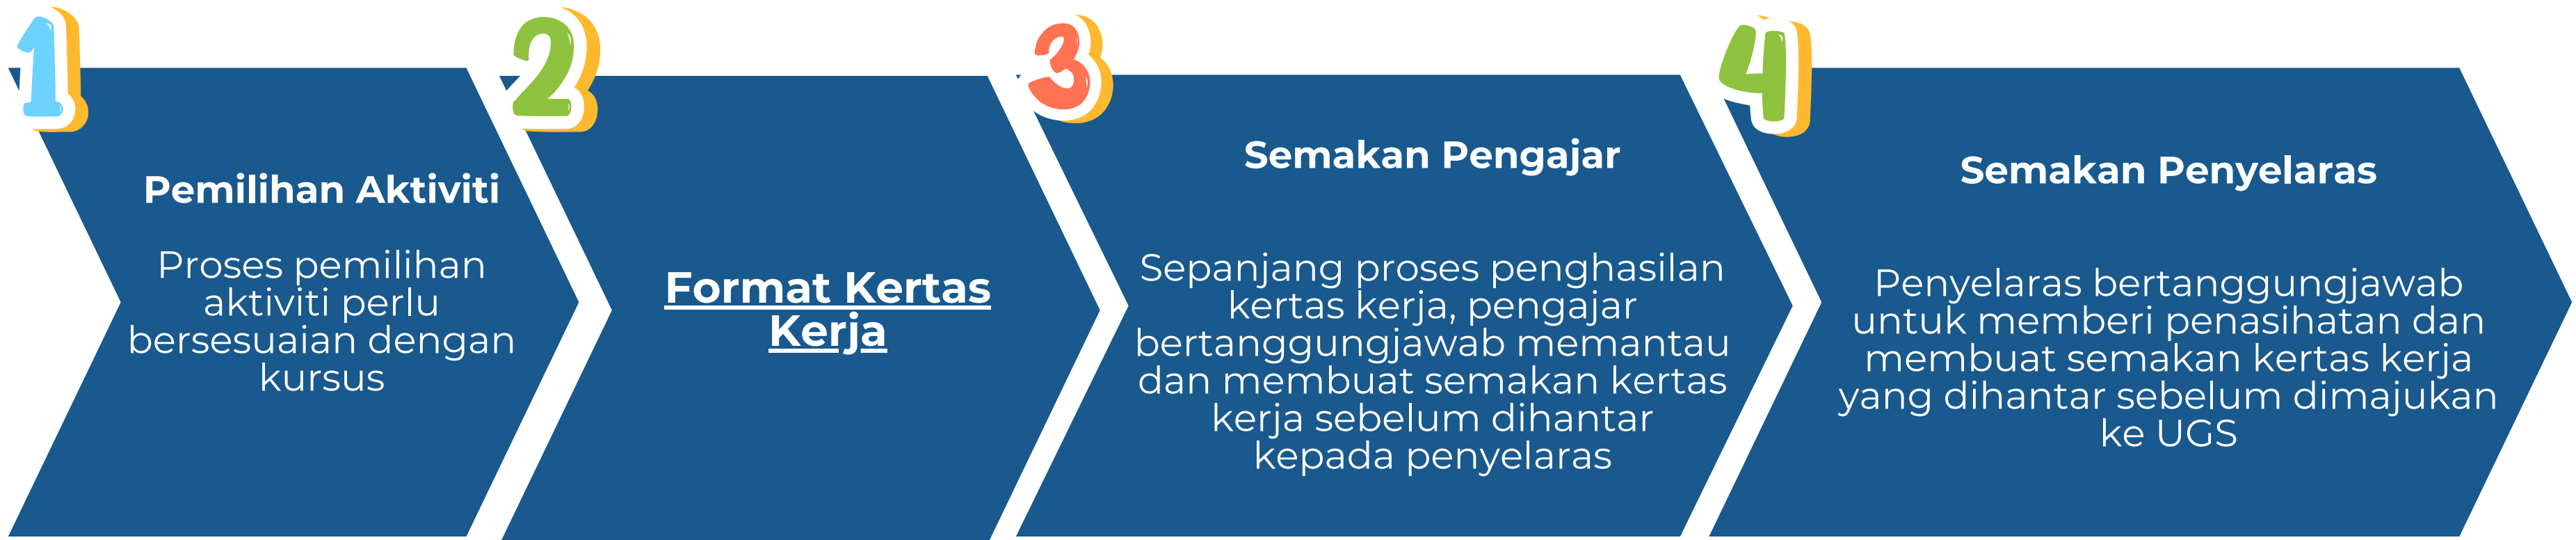 1
Pemilihan Aktiviti
Proses pemilihan
aktiviti perlu
bersesuaian dengan
kursus
2
Format Kertas
Kerja
3
Semakan Pengajar
Sepanjang proses penghasilan
kertas kerja, pengajar
bertanggungjawab memantau
dan membuat semakan kertas
kerja sebelum dihantar
kepada penyelaras
4
Semakan Penyelaras
Penyelaras bertanggungjawab
untuk memberi penasihatan dan
membuat semakan kertas kerja
yang dihantar sebelum dimajukan
ke UGS